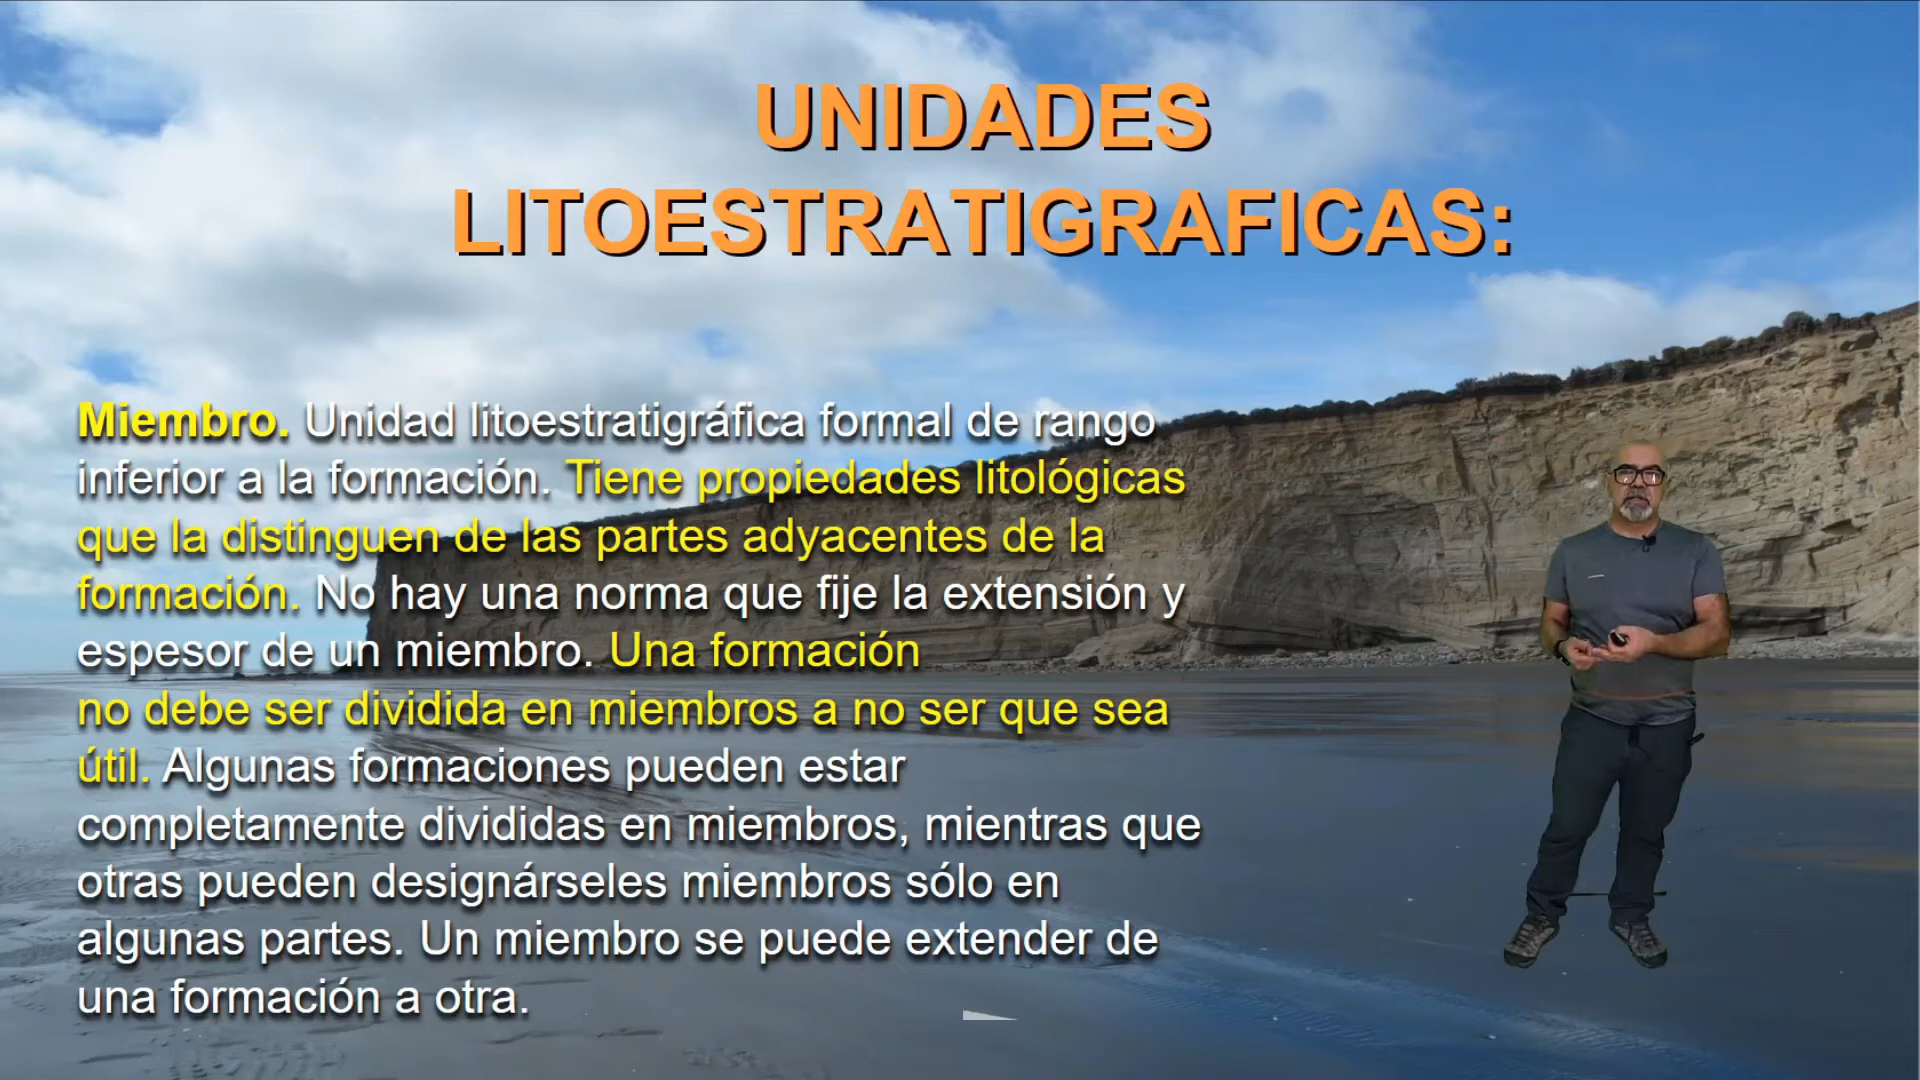 UNIDADES
LITOESTRATIGRAFICAS:
Miembro. Unidad litoestratigráfica formal de rango
inferior a la formación. Tiene propiedades litológicas
que la distinguen de las partes adyacentes de la
formación. No hay una norma que fije la extensión y
espesor de un miembro. Una formación
no debe ser dividida en miembros a no ser que sea
útil. Algunas formaciones pueden estar
completamente divididas en miembros, mientras que
otras pueden designárseles miembros sólo en
algunas partes. Un miembro se puede extender de
una formación a otra.